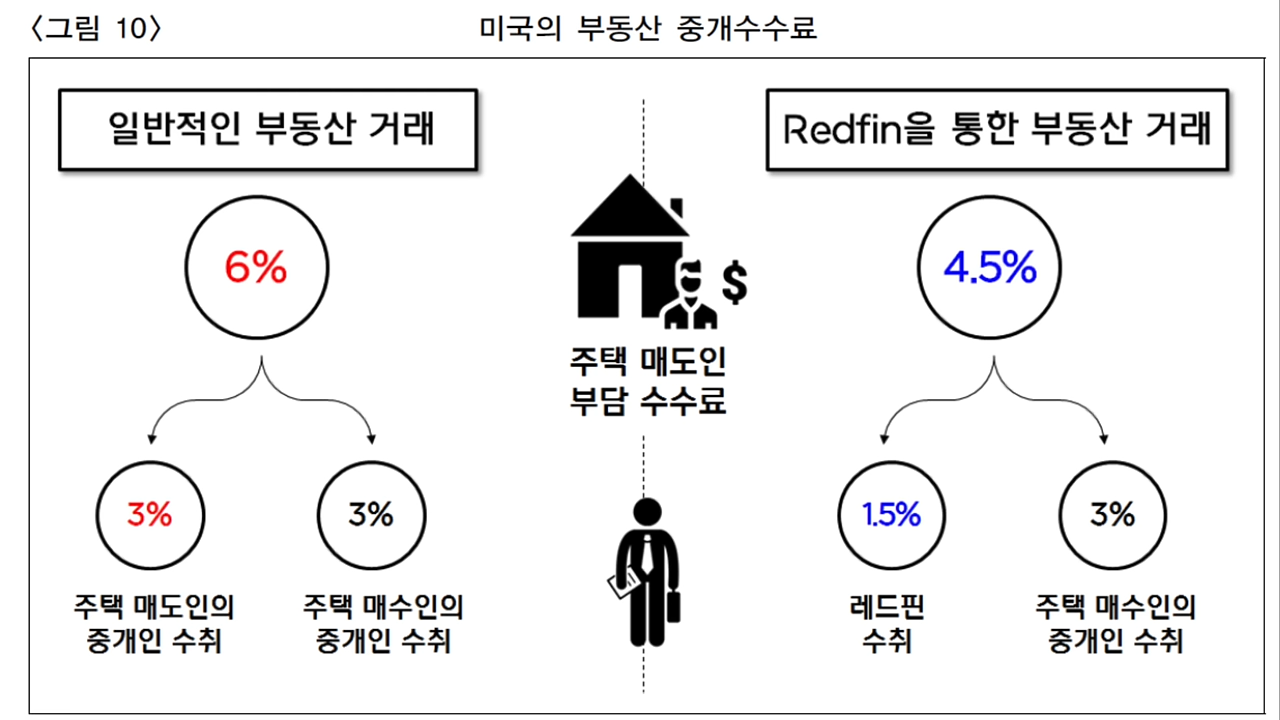 〈그림 10〉 미국의 부동산 중개수수료
일반적인 부동산 거래
Redfin을 통한 부동산 거래
6%
4.5%
$
주택 매도인
부담 수수료
3%
3%
1.5%
3%
주택 매도인의
중개인 수취
주택 매수인의
중개인 수취
레드핀
수취
주택 매수인의
중개인 수취